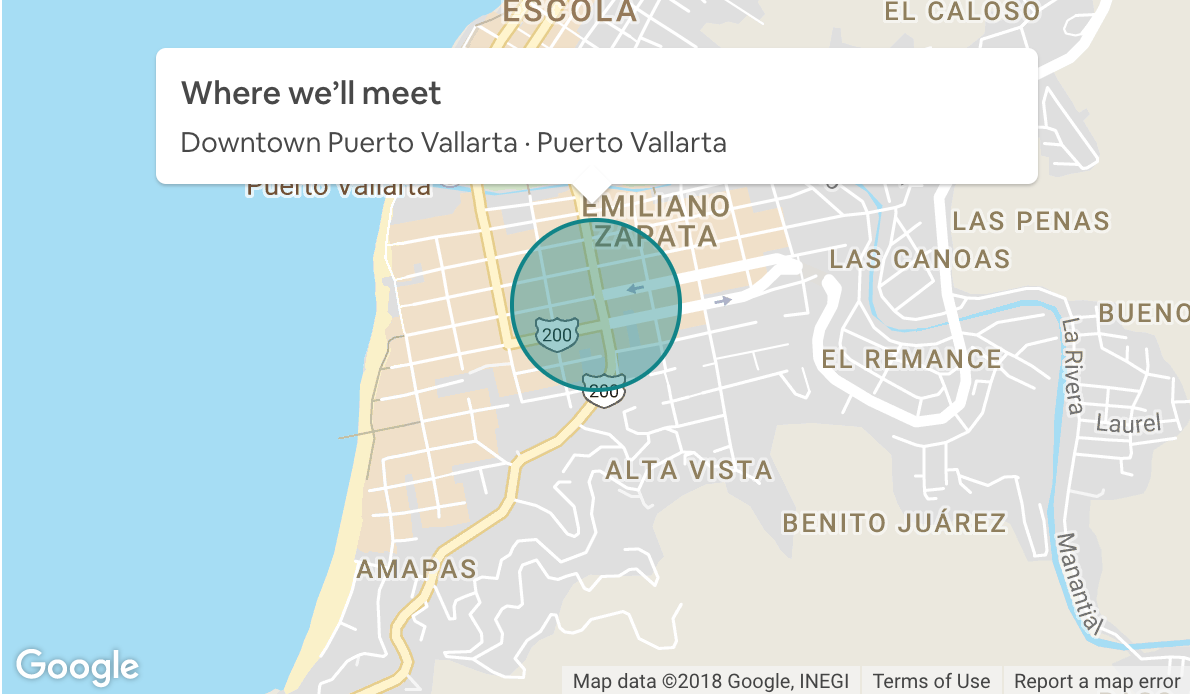 ESCOLA
EL CALOSO
Where we’ll meet
Downtown Puerto Vallarta · Puerto Vallarta
Puerto Vallarta
EMILIANO
ZAPATA
LAS PENAS
LAS CANOAS
BUENO
200
La Rivera
EL REMANCE
200
Laurel
ALTA VISTA
BENITO JUÁREZ
Manantial
AMAPAS
Google
Map data ©2018 Google, INEGI
Terms of Use
Report a map error